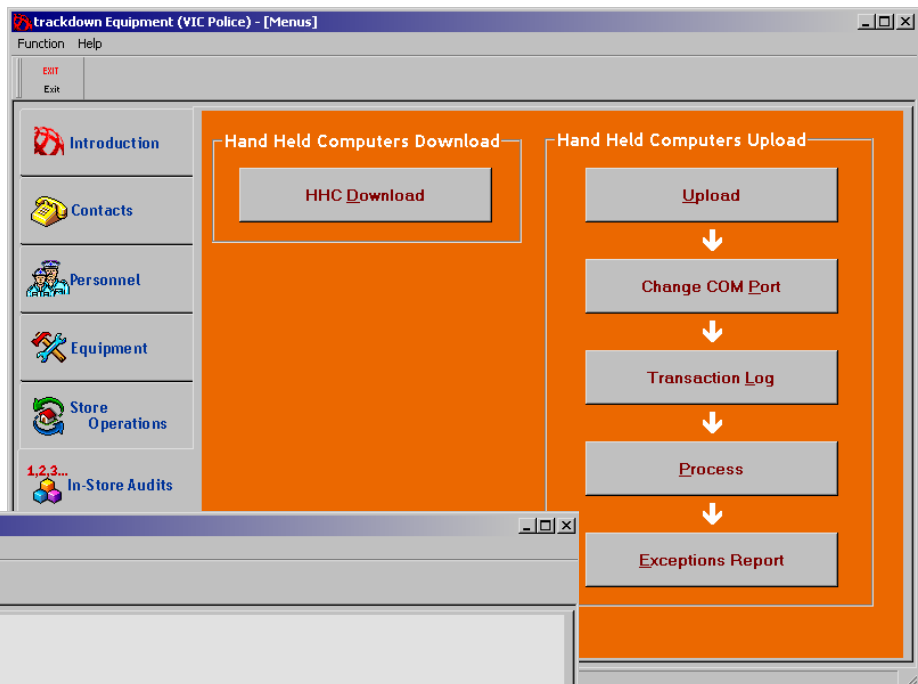 trackdown Equipment (VIC Police) - [Menus]
Function Help
EXIT
Exit
Introduction
Contacts
Personnel
Equipment
Store
Operations
1,2,3...
In-Store Audits
Hand Held Computers Download
HHC Download
Hand Held Computers Upload
Upload
Change COM Port
Transaction Log
Process
Exceptions Report